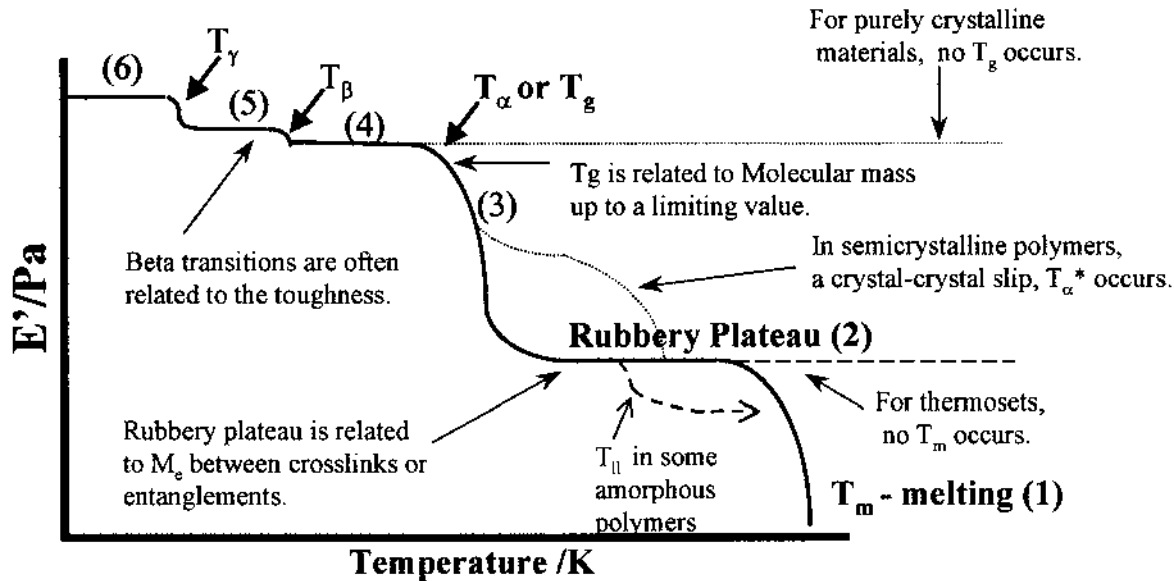 For purely crystalline
materials, no T_g occurs.
(6)
T_γ
(5)
T_β
(4)
T_α or T_g
Tg is related to Molecular mass
up to a limiting value.
(3)
Beta transitions are often
related to the toughness.
In semicrystalline polymers,
a crystal-crystal slip, T_α* occurs.
E'/Pa
Rubbery Plateau (2)
Rubbery plateau is related
to M_e between crosslinks or
entanglements.
T_ll in some
amorphous
polymers
For thermosets,
no T_m occurs.
T_m - melting (1)
Temperature /K